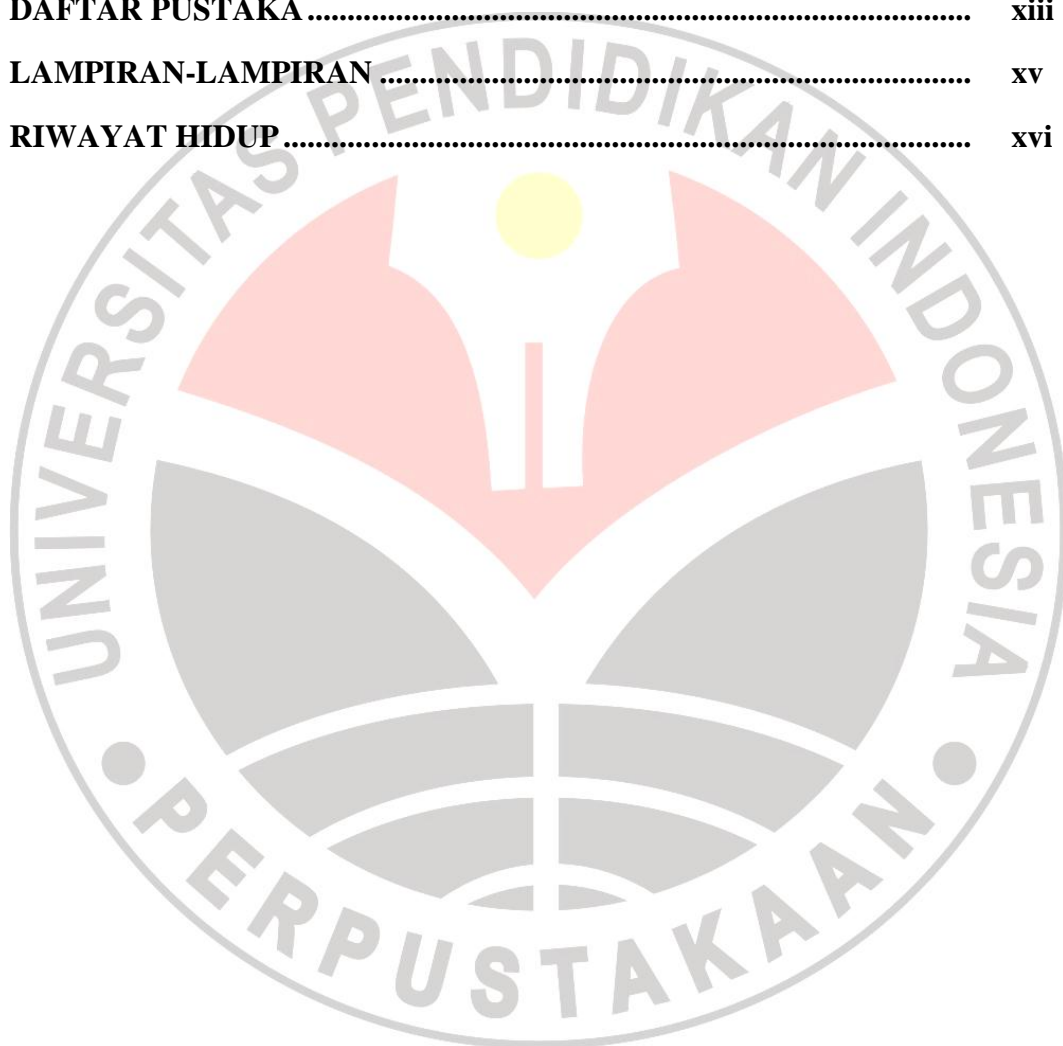 DAFTAR PUSTAKA ................................................................................. xiii
LAMPIRAN-LAMPIRAN ........................................................................ xv
RIWAYAT HIDUP .................................................................................... xvi
UNIVERSITAS PENDIDIKAN INDONESIA
PERPUSTAKAAN